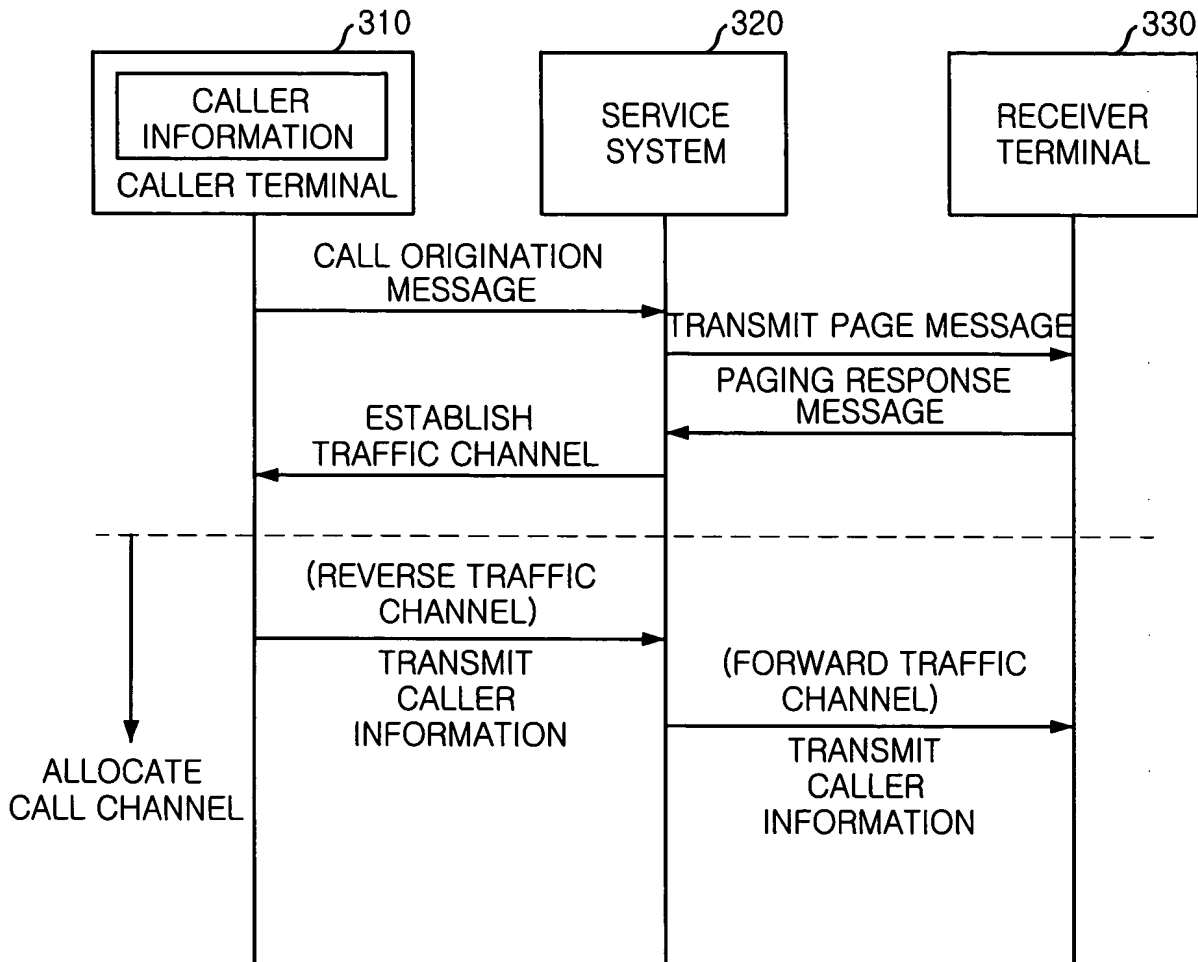 310
320
330
CALLER
INFORMATION
CALLER TERMINAL
SERVICE
SYSTEM
RECEIVER
TERMINAL
CALL ORIGINATION
MESSAGE
TRANSMIT PAGE MESSAGE
PAGING RESPONSE
MESSAGE
ESTABLISH
TRAFFIC CHANNEL
(REVERSE TRAFFIC
CHANNEL)
TRANSMIT
CALLER
INFORMATION
(FORWARD TRAFFIC
CHANNEL)
TRANSMIT
CALLER
INFORMATION
ALLOCATE
CALL CHANNEL